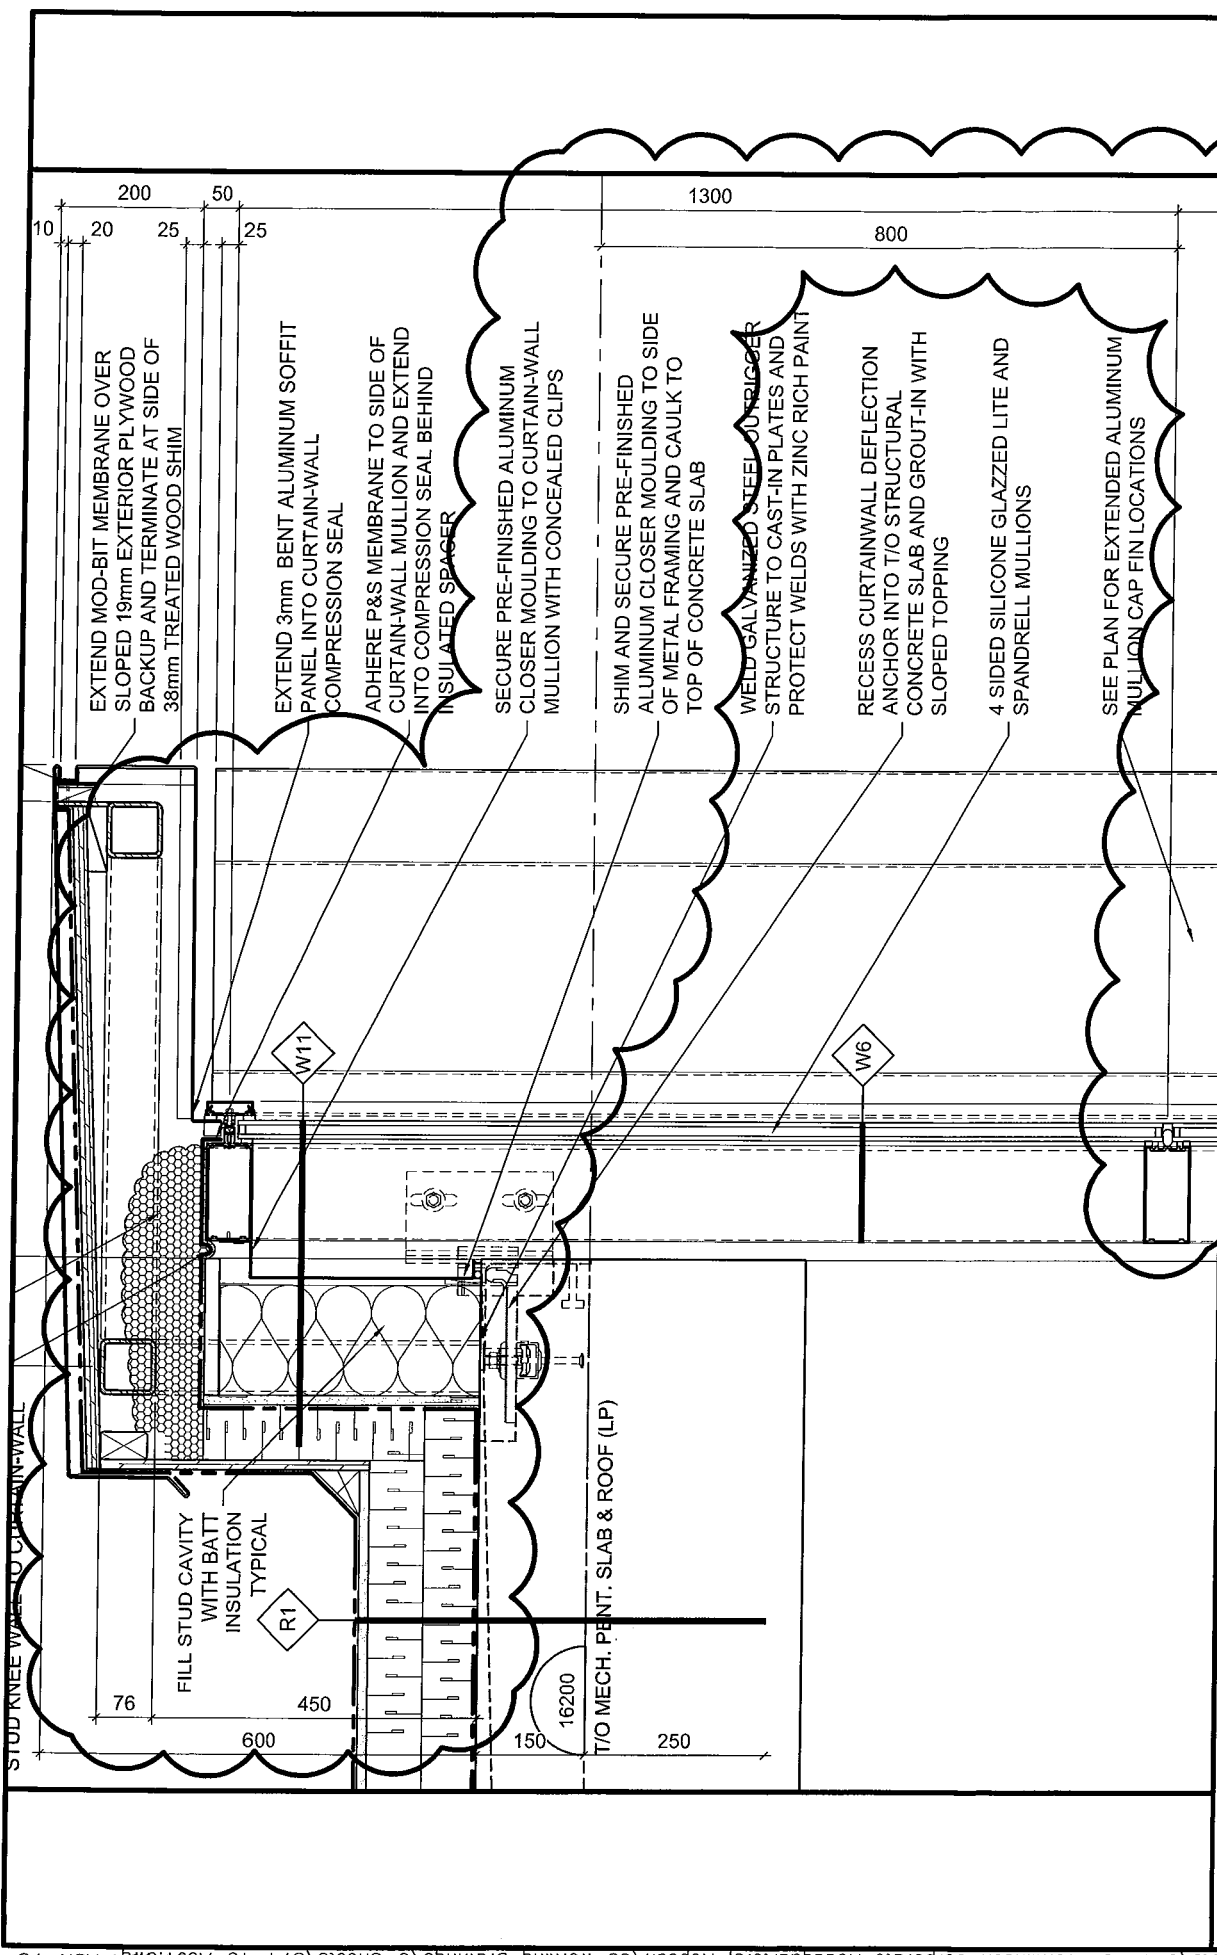 200
50
1300
10
20
25
25
800
EXTEND MOD-BIT MEMBRANE OVER
SLOPED 19mm EXTERIOR PLYWOOD
BACKUP AND TERMINATE AT SIDE OF
38mm TREATED WOOD SHIM
EXTEND 3mm BENT ALUMINUM SOFFIT
PANEL INTO CURTAIN-WALL
COMPRESSION SEAL
ADHERE P&S MEMBRANE TO SIDE OF
CURTAIN-WALL MULLION AND EXTEND
INTO COMPRESSION SEAL BEHIND
INSULATED SPACER
SECURE PRE-FINISHED ALUMINUM
CLOSER MOULDING TO CURTAIN-WALL
MULLION WITH CONCEALED CLIPS
SHIM AND SECURE PRE-FINISHED
ALUMINUM CLOSER MOULDING TO SIDE
OF METAL FRAMING AND CAULK TO
TOP OF CONCRETE SLAB
WELD GALVANIZED STEEL OUTRIGGER
STRUCTURE TO CAST-IN PLATES AND
PROTECT WELDS WITH ZINC RICH PAINT
RECESS CURTAINWALL DEFLECTION
ANCHOR INTO T/O STRUCTURAL
CONCRETE SLAB AND GROUT-IN WITH
SLOPED TOPPING
4 SIDED SILICONE GLAZZED LITE AND
SPANDRELL MULLIONS
SEE PLAN FOR EXTENDED ALUMINUM
MULLION CAP FIN LOCATIONS
W11
W6
STUD KNEE WALL TO CURTAIN-WALL
FILL STUD CAVITY
WITH BATT
INSULATION
TYPICAL
R1
76
450
600
150
16200
T/O MECH. PENT. SLAB & ROOF (LP)
250